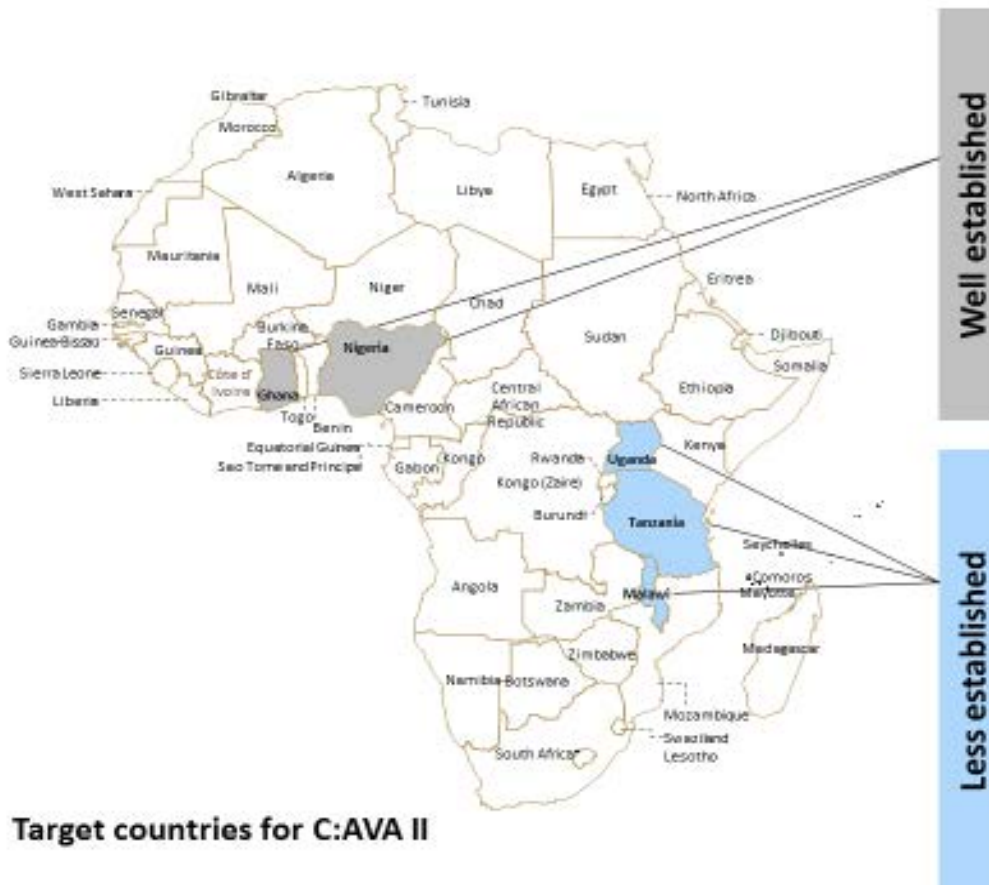 Gibraltar
Tunisia
Morocco
Algeria
Libye
Egypt
West Sahara
North Africa
Mauritania
Mali
Niger
Chad
Eritrea
Senegal
Gambia
Guinea-Bissau
Burkina
Faso
Nigeria
Sudan
Djibouti
Guinea
Somalia
Sierra Leone
Côte d'
Ivoire
Ghana
Ethiopia
Liberia
Togo
Benin
Cameroon
Central
African
Republic
Equatorial Guinea
Sao Tome and Principel
Gabon
Kongo
Rwanda
Uganda
Kenya
Kongo (Zaire)
Burundi
Tanzania
Seychelles
Comoros
Mayotte
Angola
Malawi
Zambia
Madagascar
Zimbabwe
Namibia
Botswana
Mozambique
Swaziland
Lesotho
South Africa
Well established
Less established
Target countries for C:AVA II